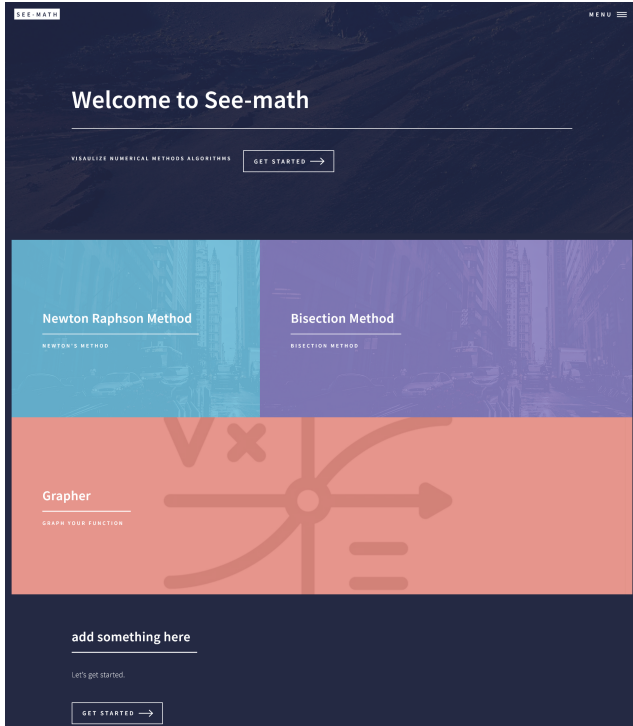 SEE-MATH
MENU
Welcome to See-math
VISAULIZE NUMERICAL METHODS ALGORITHMS
GET STARTED
Newton Raphson Method
NEWTON'S METHOD
Bisection Method
BISECTION METHOD
Grapher
GRAPH YOUR FUNCTION
add something here
Let's get started.
GET STARTED